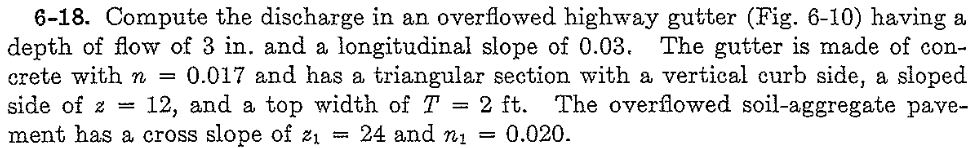 6-18. Compute the discharge in an overflowed highway gutter (Fig. 6-10) having a
depth of flow of 3 in. and a longitudinal slope of 0.03. The gutter is made of con-
crete with n = 0.017 and has a triangular section with a vertical curb side, a sloped
side of z = 12, and a top width of T = 2 ft. The overflowed soil-aggregate pave-
ment has a cross slope of z₁ = 24 and n₁ = 0.020.